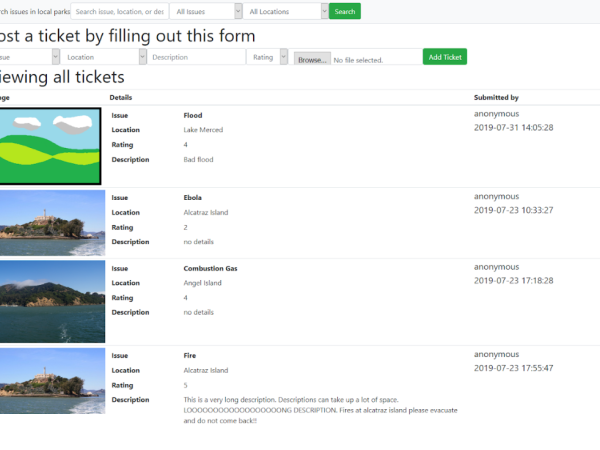 rch issues in local parks Search issue, location, or des All Issues All Locations Search
ost a ticket by filling out this form
sue Location Description Rating Browse... No file selected. Add Ticket
iewing all tickets
age Details Submitted by
Issue Flood anonymous
Location Lake Merced 2019-07-31 14:05:28
Rating 4
Description Bad flood
Issue Ebola anonymous
Location Alcatraz Island 2019-07-23 10:33:27
Rating 2
Description no details
Issue Combustion Gas anonymous
Location Angel Island 2019-07-23 17:18:28
Rating 4
Description no details
Issue Fire anonymous
Location Alcatraz Island 2019-07-23 17:55:47
Rating 5
Description This is a very long description. Descriptions can take up a lot of space.
LOOOOOOOOOOOOOOOOOONG DESCRIPTION. Fires at alcatraz island please evacuate
and do not come back!!